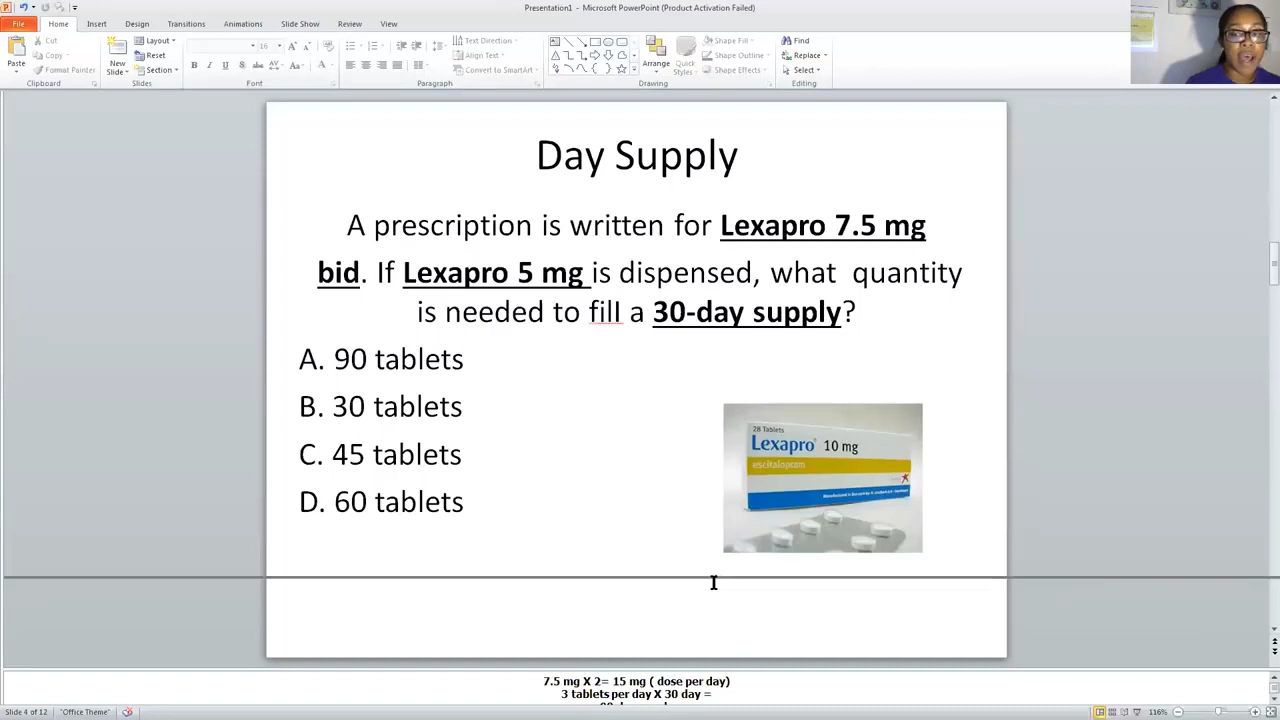 Presentation1 - Microsoft PowerPoint (Product Activation Failed)
File Home Insert Design Transitions Animations Slide Show Review View
Cut
Copy
Format Painter
Paste
Clipboard
New
Slide
Layout
Reset
Section
Slides
16
B I U S abc AV Aa A
Font
Text Direction
Align Text
Convert to SmartArt
Paragraph
Arrange
Quick
Styles
Shape Fill
Shape Outline
Shape Effects
Drawing
Find
Replace
Select
Editing
Day Supply
A prescription is written for Lexapro 7.5 mg
bid. If Lexapro 5 mg is dispensed, what quantity
is needed to fill a 30-day supply?
A. 90 tablets
B. 30 tablets
C. 45 tablets
D. 60 tablets
28 Tablets
Lexapro® 10 mg
escitalopram
7.5 mg X 2= 15 mg ( dose per day)
3 tablets per day X 30 day =
Slide 4 of 12 "Office Theme" 116%